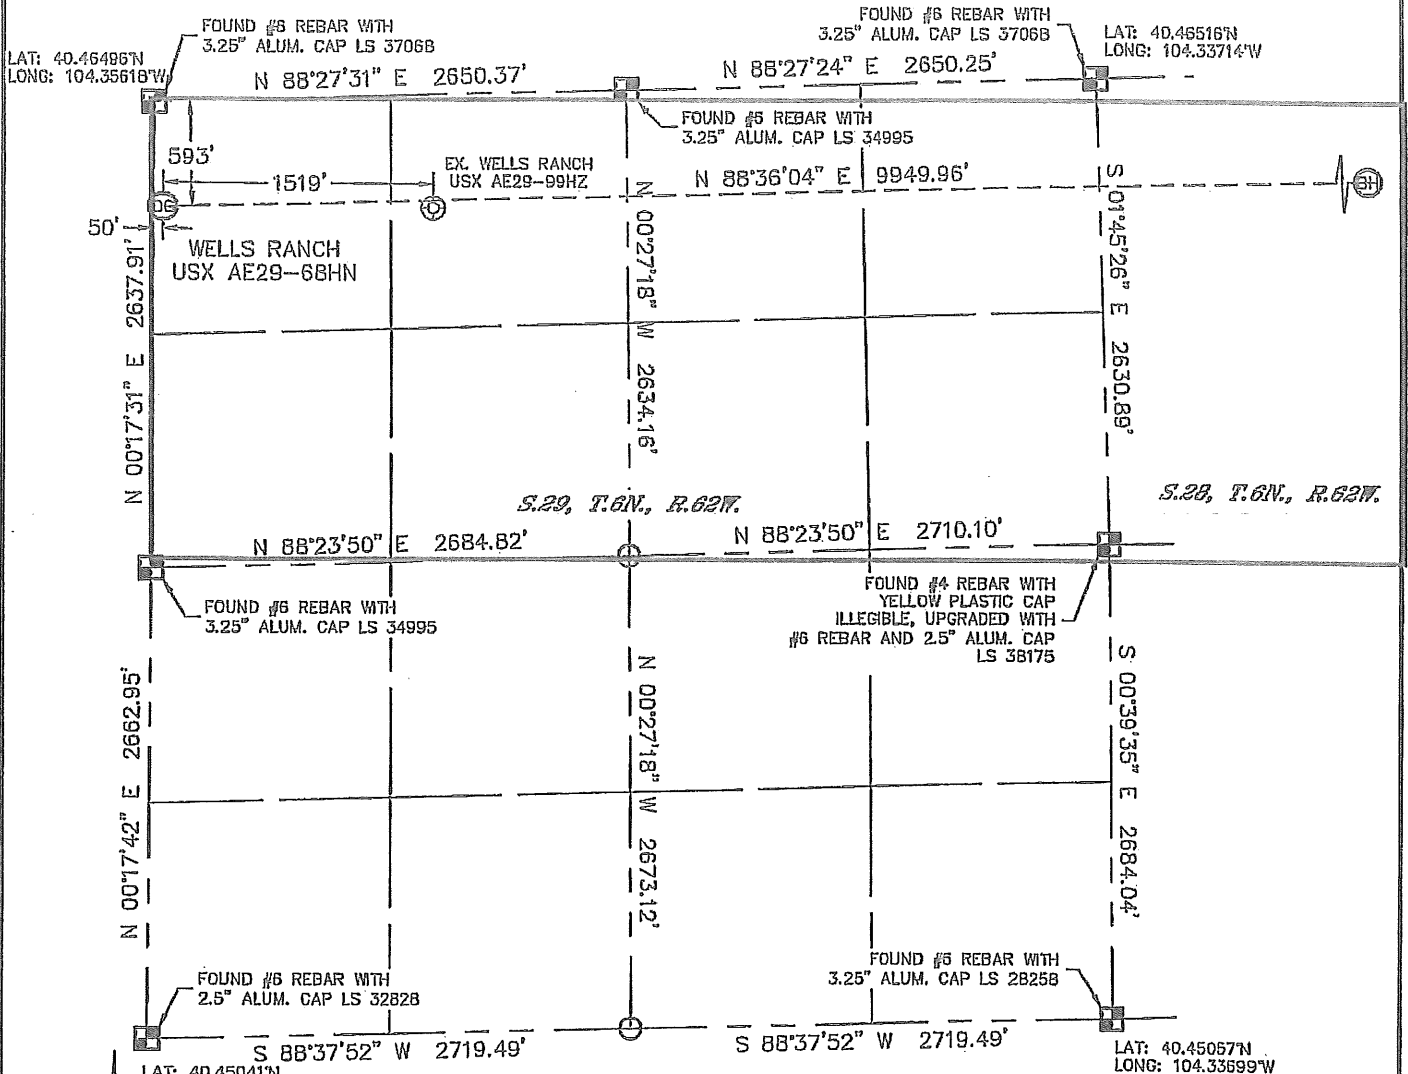 FOUND #6 REBAR WITH
3.25" ALUM. CAP LS 37068
LAT: 40.46496°N
LONG: 104.35618°W
N 88°27'31" E 2650.37'
FOUND #6 REBAR WITH
3.25" ALUM. CAP LS 37068
LAT: 40.46516°N
LONG: 104.33714°W
N 88°27'24" E 2650.25'
FOUND #5 REBAR WITH
3.25" ALUM. CAP LS 34995
593'
1519'
EX. WELLS RANCH
USX AE29-99HZ
N 88°36'04" E 9949.96'
BH
50'
WELLS RANCH
USX AE29-68HN
N 00°17'31" E 2637.91'
N 00°27'18" W 2634.16'
S 01°45'26" E 2630.89'
S.29, T.6N., R.62W.
S.28, T.6N., R.62W.
N 88°23'50" E 2684.82'
N 88°23'50" E 2710.10'
FOUND #6 REBAR WITH
3.25" ALUM. CAP LS 34995
FOUND #4 REBAR WITH
YELLOW PLASTIC CAP
ILLEGIBLE, UPGRADED WITH
#6 REBAR AND 2.5" ALUM. CAP
LS 38175
N 00°17'42" E 2662.95'
N 00°27'18" W 2673.12'
S 00°39'35" E 2684.04'
FOUND #6 REBAR WITH
2.5" ALUM. CAP LS 32828
FOUND #6 REBAR WITH
3.25" ALUM. CAP LS 28258
S 88°37'52" W 2719.49'
S 88°37'52" W 2719.49'
LAT: 40.45041°N
LAT: 40.45057°N
LONG: 104.33699°W